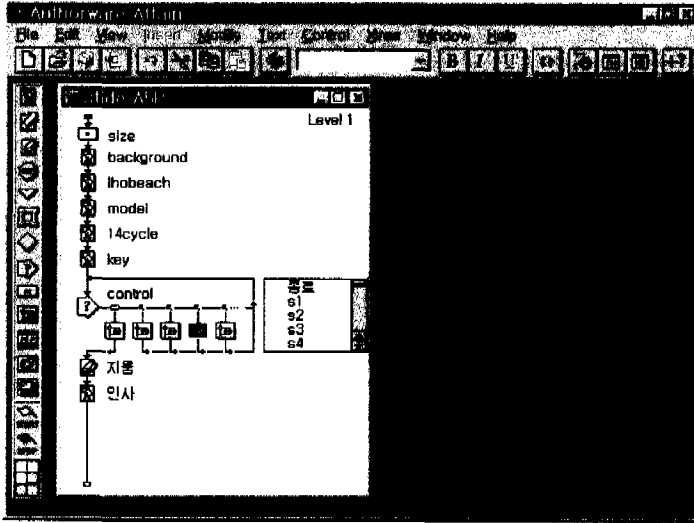 Authorware Attain
File Edit View Insert Modify Text Control Xtras Window Help
B I U
Level 1
size
background
lhobeach
model
14cycle
key
control
종료
s1
s2
s3
s4
지움
인사